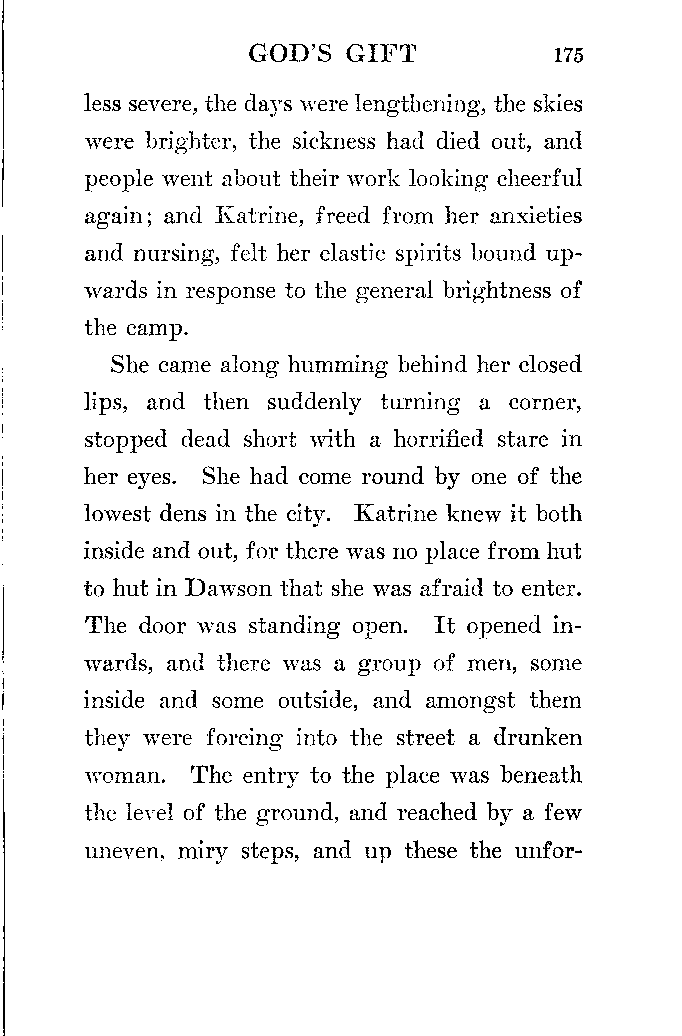 GOD'S GIFT 175
less severe, the days were lengthening, the skies
were brighter, the sickness had died out, and
people went about their work looking cheerful
again; and Katrine, freed from her anxieties
and nursing, felt her elastic spirits bound up-
wards in response to the general brightness of
the camp.
She came along humming behind her closed
lips, and then suddenly turning a corner,
stopped dead short with a horrified stare in
her eyes. She had come round by one of the
lowest dens in the city. Katrine knew it both
inside and out, for there was no place from hut
to hut in Dawson that she was afraid to enter.
The door was standing open. It opened in-
wards, and there was a group of men, some
inside and some outside, and amongst them
they were forcing into the street a drunken
woman. The entry to the place was beneath
the level of the ground, and reached by a few
uneven, miry steps, and up these the unfor-